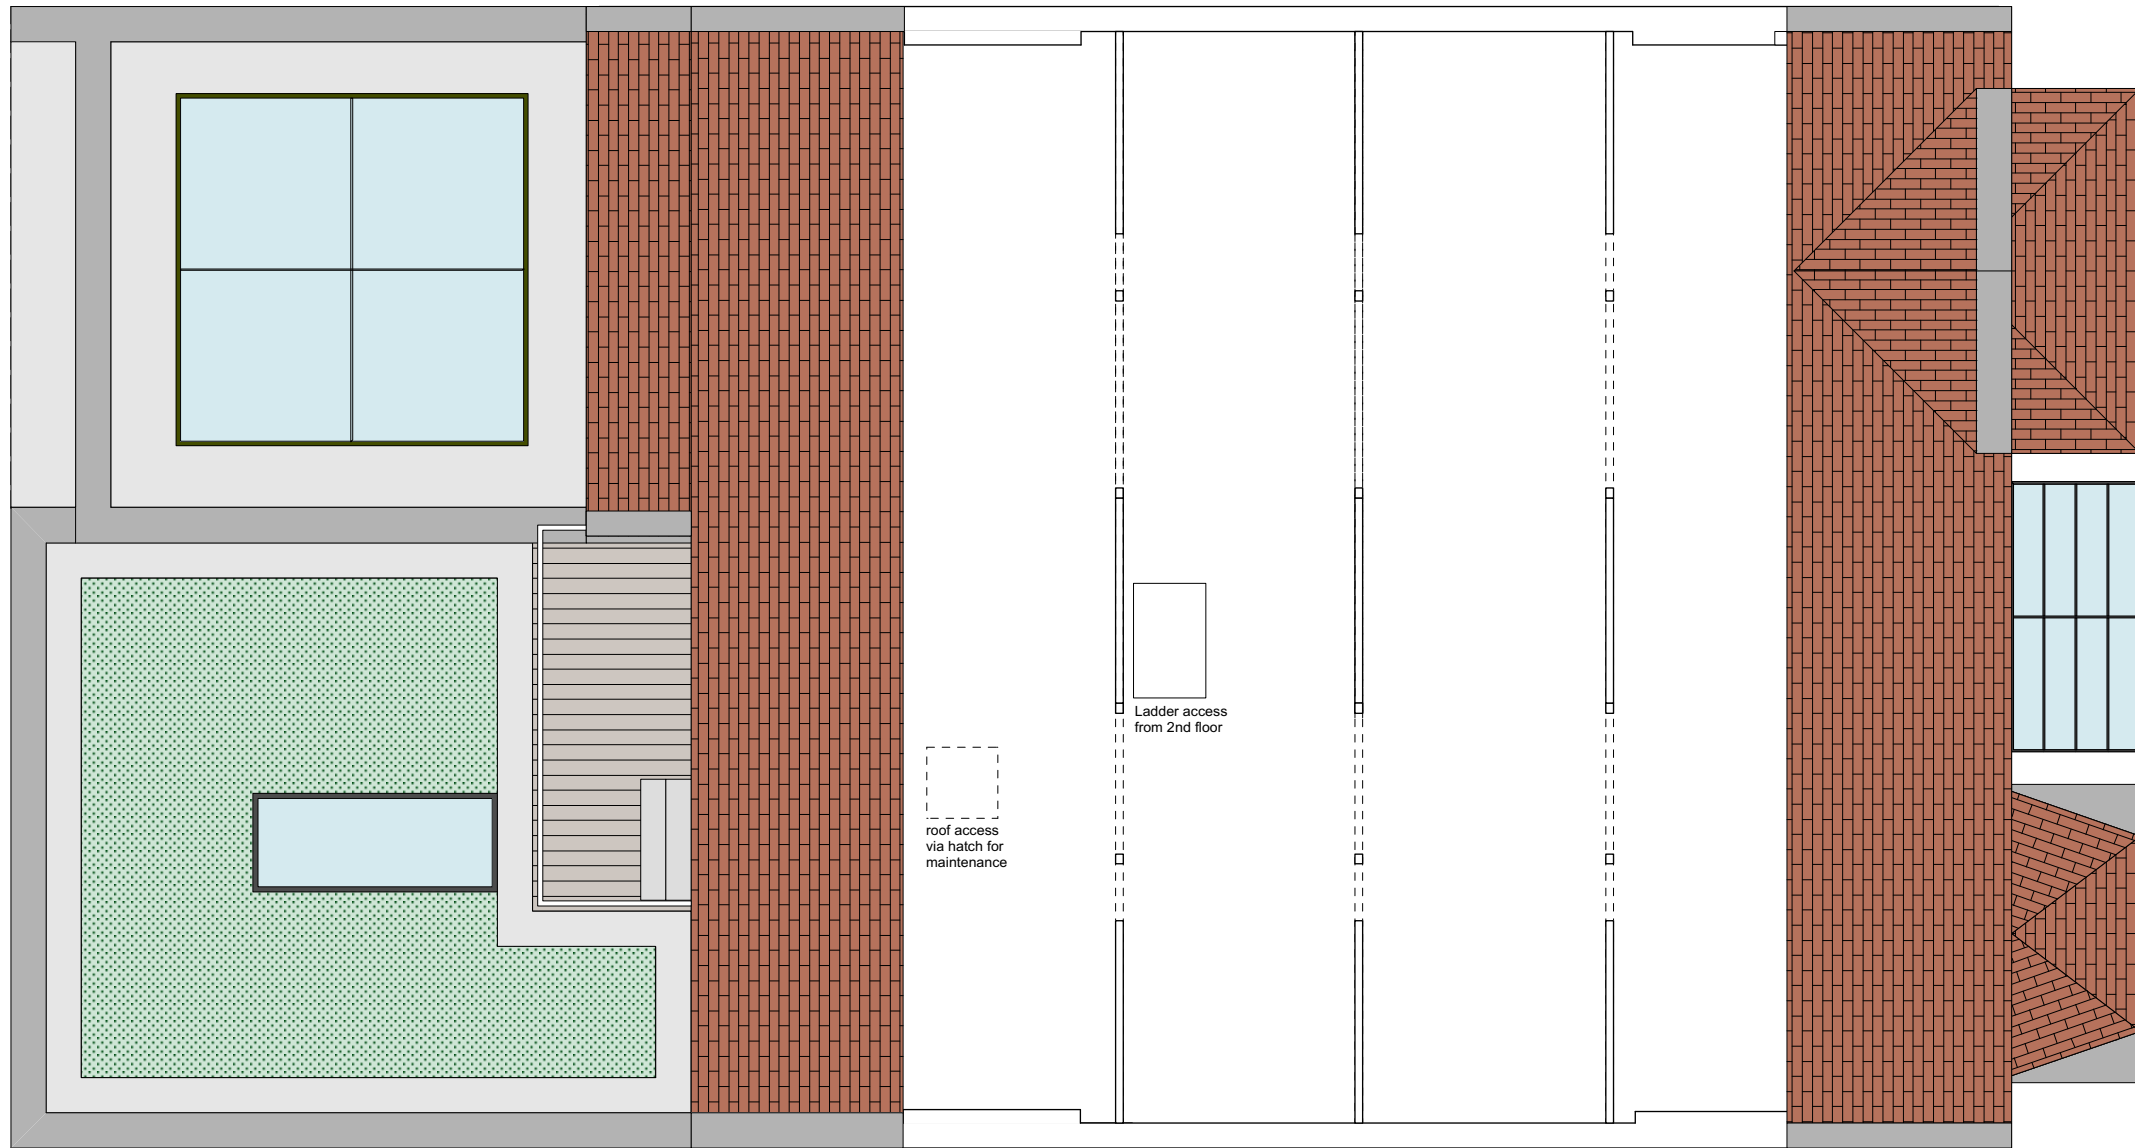 Ladder access
from 2nd floor
roof access
via hatch for
maintenance